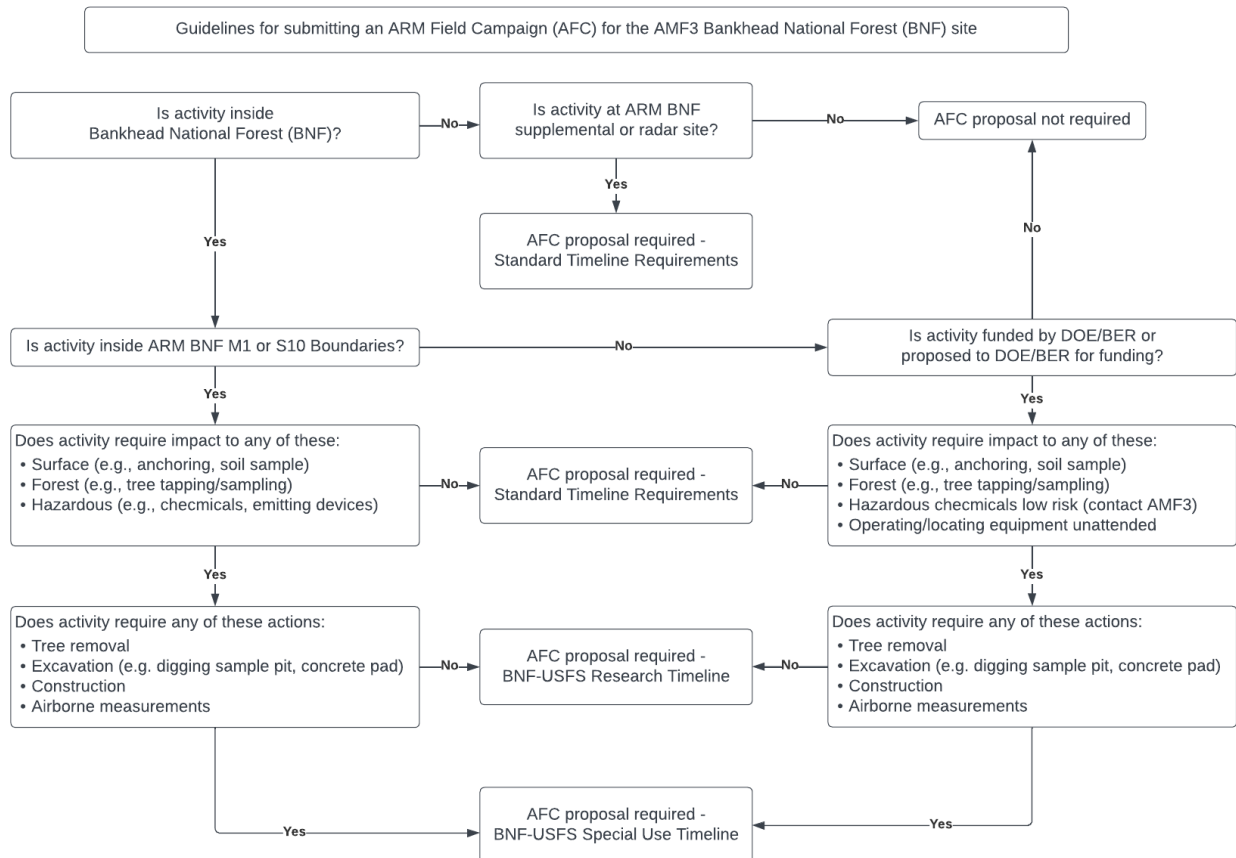 Guidelines for submitting an ARM Field Campaign (AFC) for the AMF3 Bankhead National Forest (BNF) site
Is activity inside
Bankhead National Forest (BNF)?
No
Is activity at ARM BNF
supplemental or radar site?
No
AFC proposal not required
Yes
AFC proposal required -
Standard Timeline Requirements
Yes
No
Is activity inside ARM BNF M1 or S10 Boundaries?
No
Is activity funded by DOE/BER or
proposed to DOE/BER for funding?
Yes
Yes
Does activity require impact to any of these:
• Surface (e.g., anchoring, soil sample)
• Forest (e.g., tree tapping/sampling)
• Hazardous (e.g., checmicals, emitting devices)
No
AFC proposal required -
Standard Timeline Requirements
No
Does activity require impact to any of these:
• Surface (e.g., anchoring, soil sample)
• Forest (e.g., tree tapping/sampling)
• Hazardous checmicals low risk (contact AMF3)
• Operating/locating equipment unattended
Yes
Yes
Does activity require any of these actions:
• Tree removal
• Excavation (e.g. digging sample pit, concrete pad)
• Construction
• Airborne measurements
No
AFC proposal required -
BNF-USFS Research Timeline
No
Does activity require any of these actions:
• Tree removal
• Excavation (e.g. digging sample pit, concrete pad)
• Construction
• Airborne measurements
Yes
AFC proposal required -
BNF-USFS Special Use Timeline
Yes